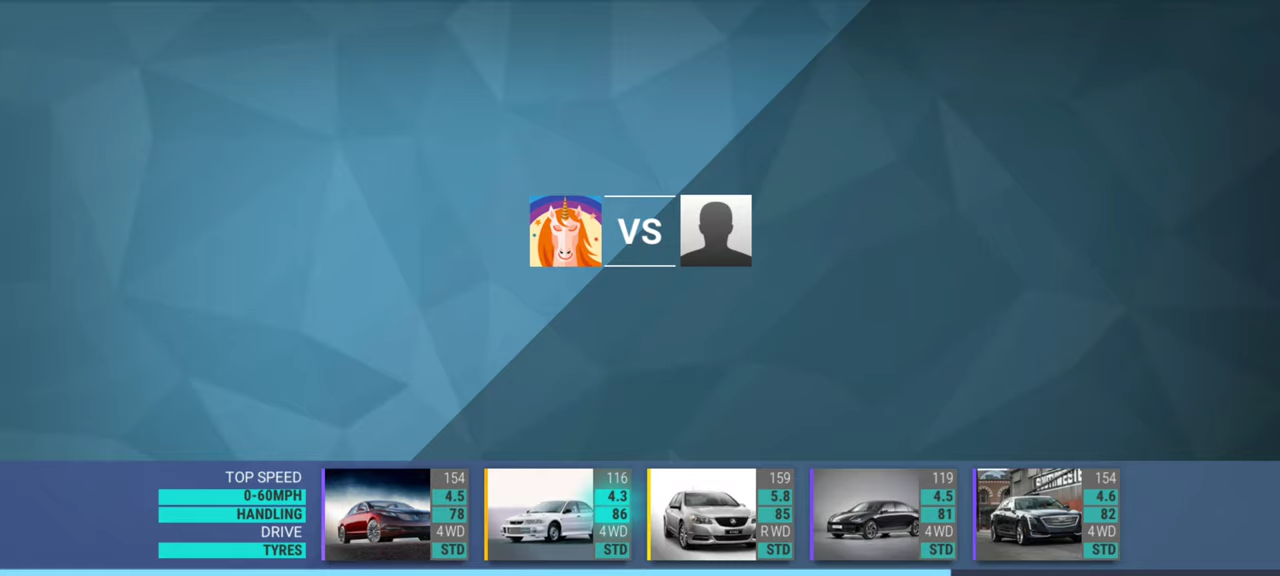 VS
TOP SPEED 154 116 159 119 154
0-60MPH 4.5 4.3 5.8 4.5 4.6
HANDLING 78 86 85 81 82
DRIVE 4WD 4WD RWD 4WD 4WD
TYRES STD STD STD STD STD